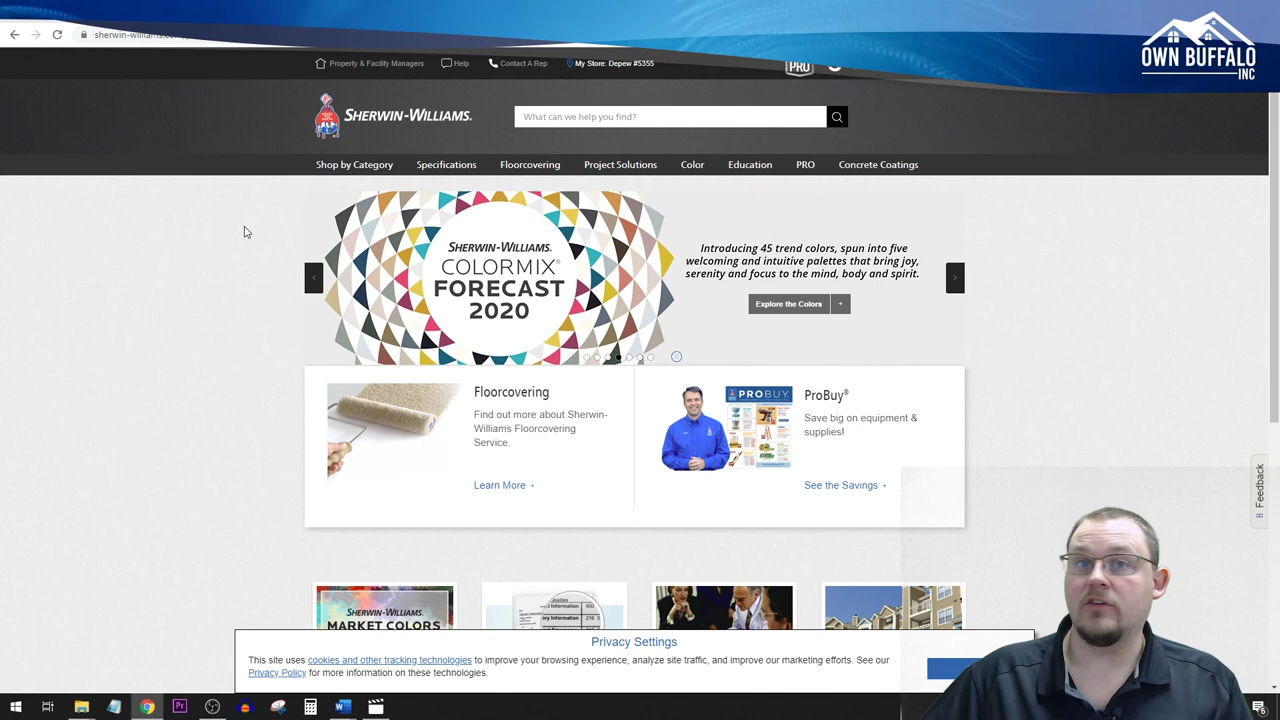 OWN BUFFALO
INC
sherwin-williams.com
Property & Facility Managers
Help
Contact A Rep
My Store: Depew #5355
PRO
SHERWIN-WILLIAMS.
What can we help you find?
Shop by Category
Specifications
Floorcovering
Project Solutions
Color
Education
PRO
Concrete Coatings
SHERWIN-WILLIAMS.
COLORMIX®
FORECAST
2020
Introducing 45 trend colors, spun into five
welcoming and intuitive palettes that bring joy,
serenity and focus to the mind, body and spirit.
Explore the Colors +
Floorcovering
Find out more about Sherwin-
Williams Floorcovering
Service.
Learn More +
PROBUY
ProBuy®
Save big on equipment &
supplies!
See the Savings +
Feedback
SHERWIN-WILLIAMS.
MARKET COLORS
Privacy Settings
This site uses cookies and other tracking technologies to improve your browsing experience, analyze site traffic, and improve our marketing efforts. See our
Privacy Policy for more information on these technologies.
Pr
W
6